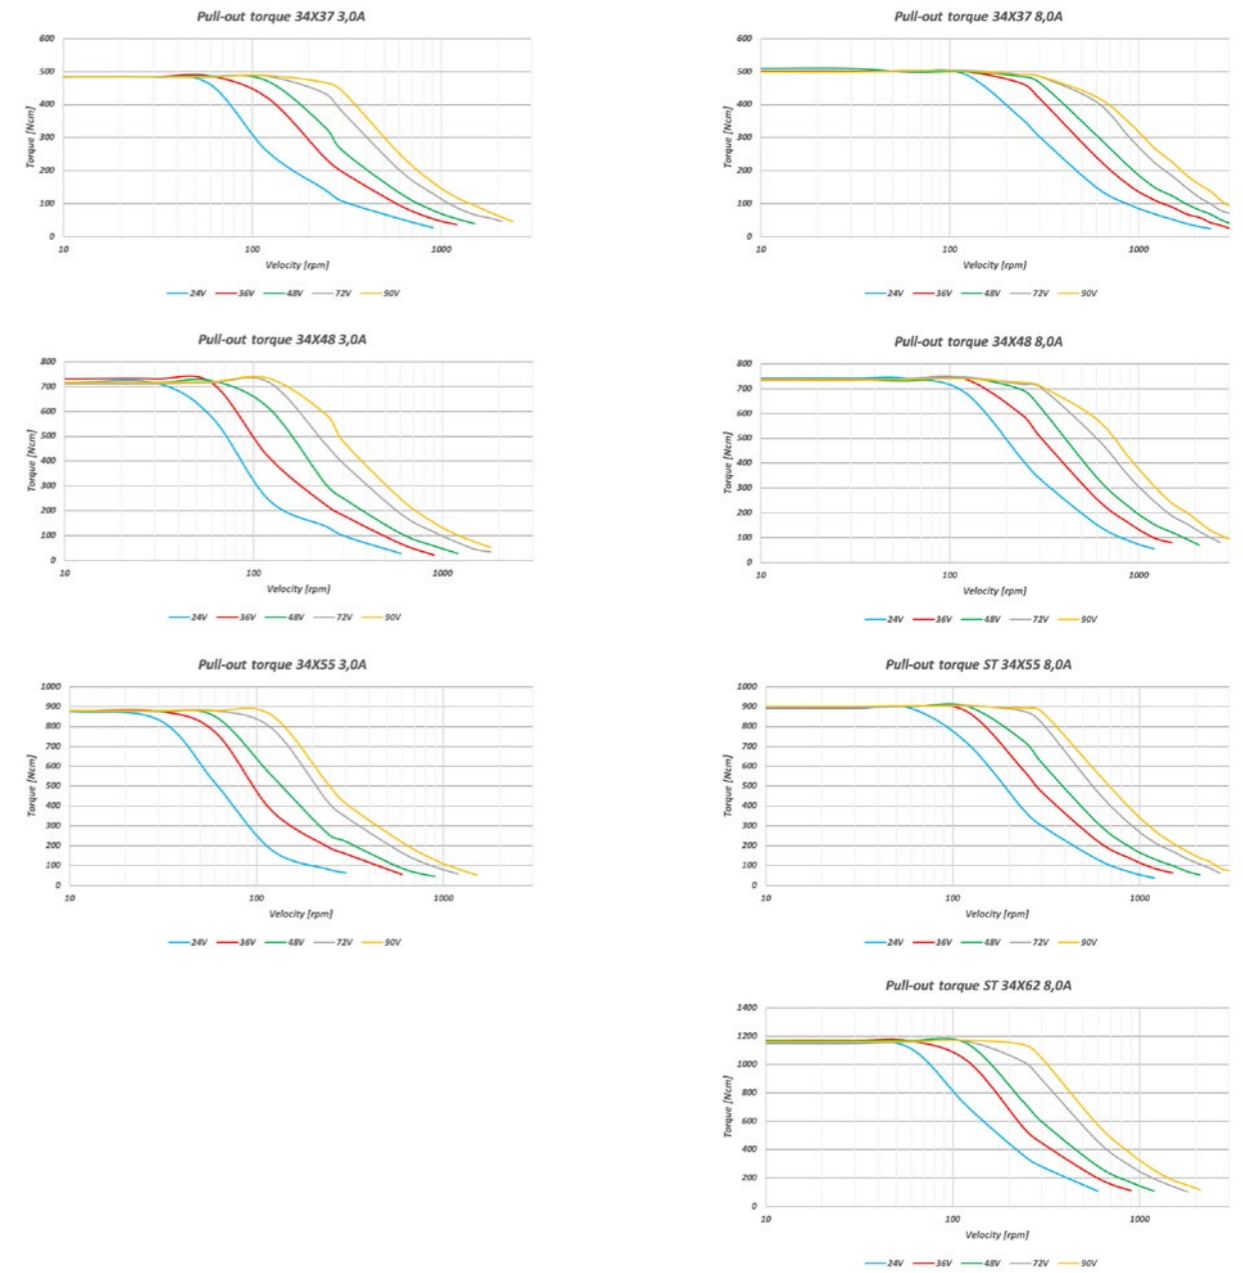 Pull-out torque 34X37 3,0A
600
500
400
300
200
100
0
Torque [Ncm]
10 100 1000
Velocity [rpm]
24V 36V 48V 72V 90V
Pull-out torque 34X37 8,0A
600
500
400
300
200
100
0
Torque [Ncm]
10 100 1000
Velocity [rpm]
24V 36V 48V 72V 90V
Pull-out torque 34X48 3,0A
800
700
600
500
400
300
200
100
0
Torque [Ncm]
10 100 1000
Velocity [rpm]
24V 36V 48V 72V 90V
Pull-out torque 34X48 8,0A
800
700
600
500
400
300
200
100
0
Torque [Ncm]
10 100 1000
Velocity [rpm]
24V 36V 48V 72V 90V
Pull-out torque 34X55 3,0A
1000
900
800
700
600
500
400
300
200
100
0
Torque [Ncm]
10 100 1000
Velocity [rpm]
24V 36V 48V 72V 90V
Pull-out torque ST 34X55 8,0A
1000
900
800
700
600
500
400
300
200
100
0
Torque [Ncm]
10 100 1000
Velocity [rpm]
24V 36V 48V 72V 90V
Pull-out torque ST 34X62 8,0A
1400
1200
1000
800
600
400
200
0
Torque [Ncm]
10 100 1000
Velocity [rpm]
24V 36V 48V 72V 90V